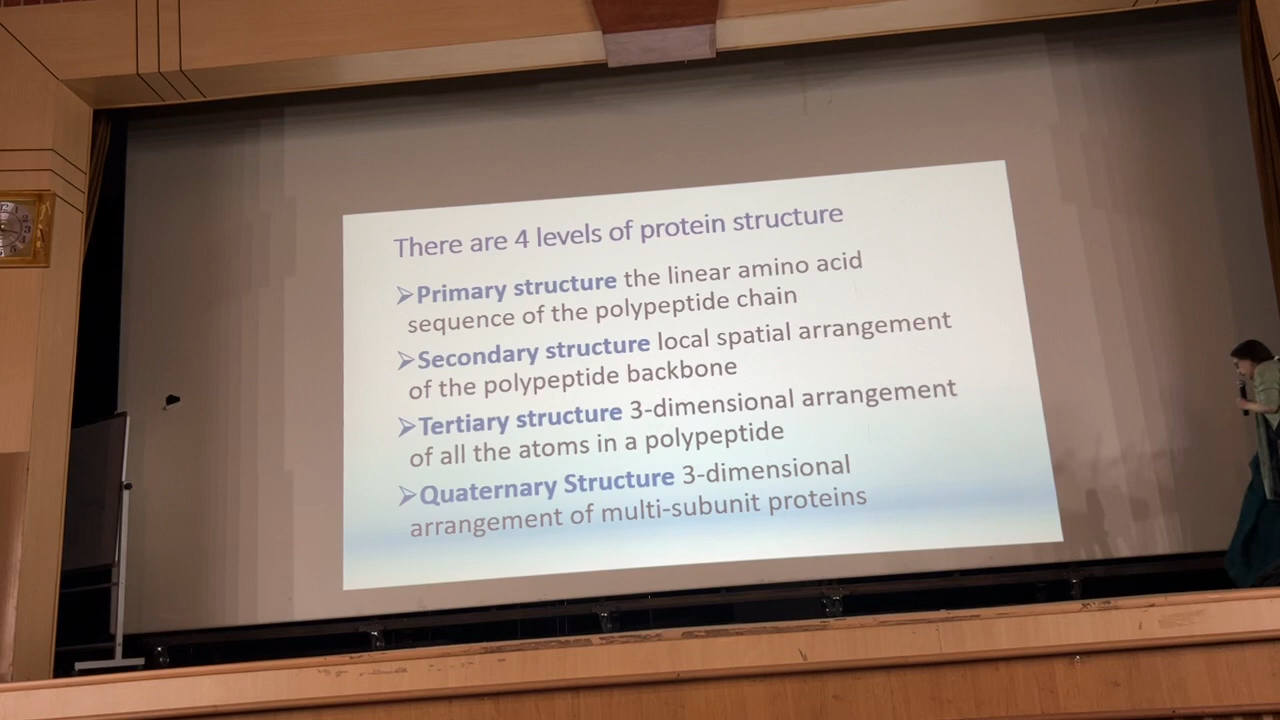 There are 4 levels of protein structure
➢Primary structure the linear amino acid
sequence of the polypeptide chain
➢Secondary structure local spatial arrangement
of the polypeptide backbone
➢Tertiary structure 3-dimensional arrangement
of all the atoms in a polypeptide
➢Quaternary Structure 3-dimensional
arrangement of multi-subunit proteins